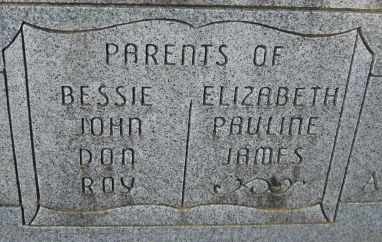 PARENTS OF
BESSIE
JOHN
DON
ROY
ELIZABETH
PAULINE
JAMES